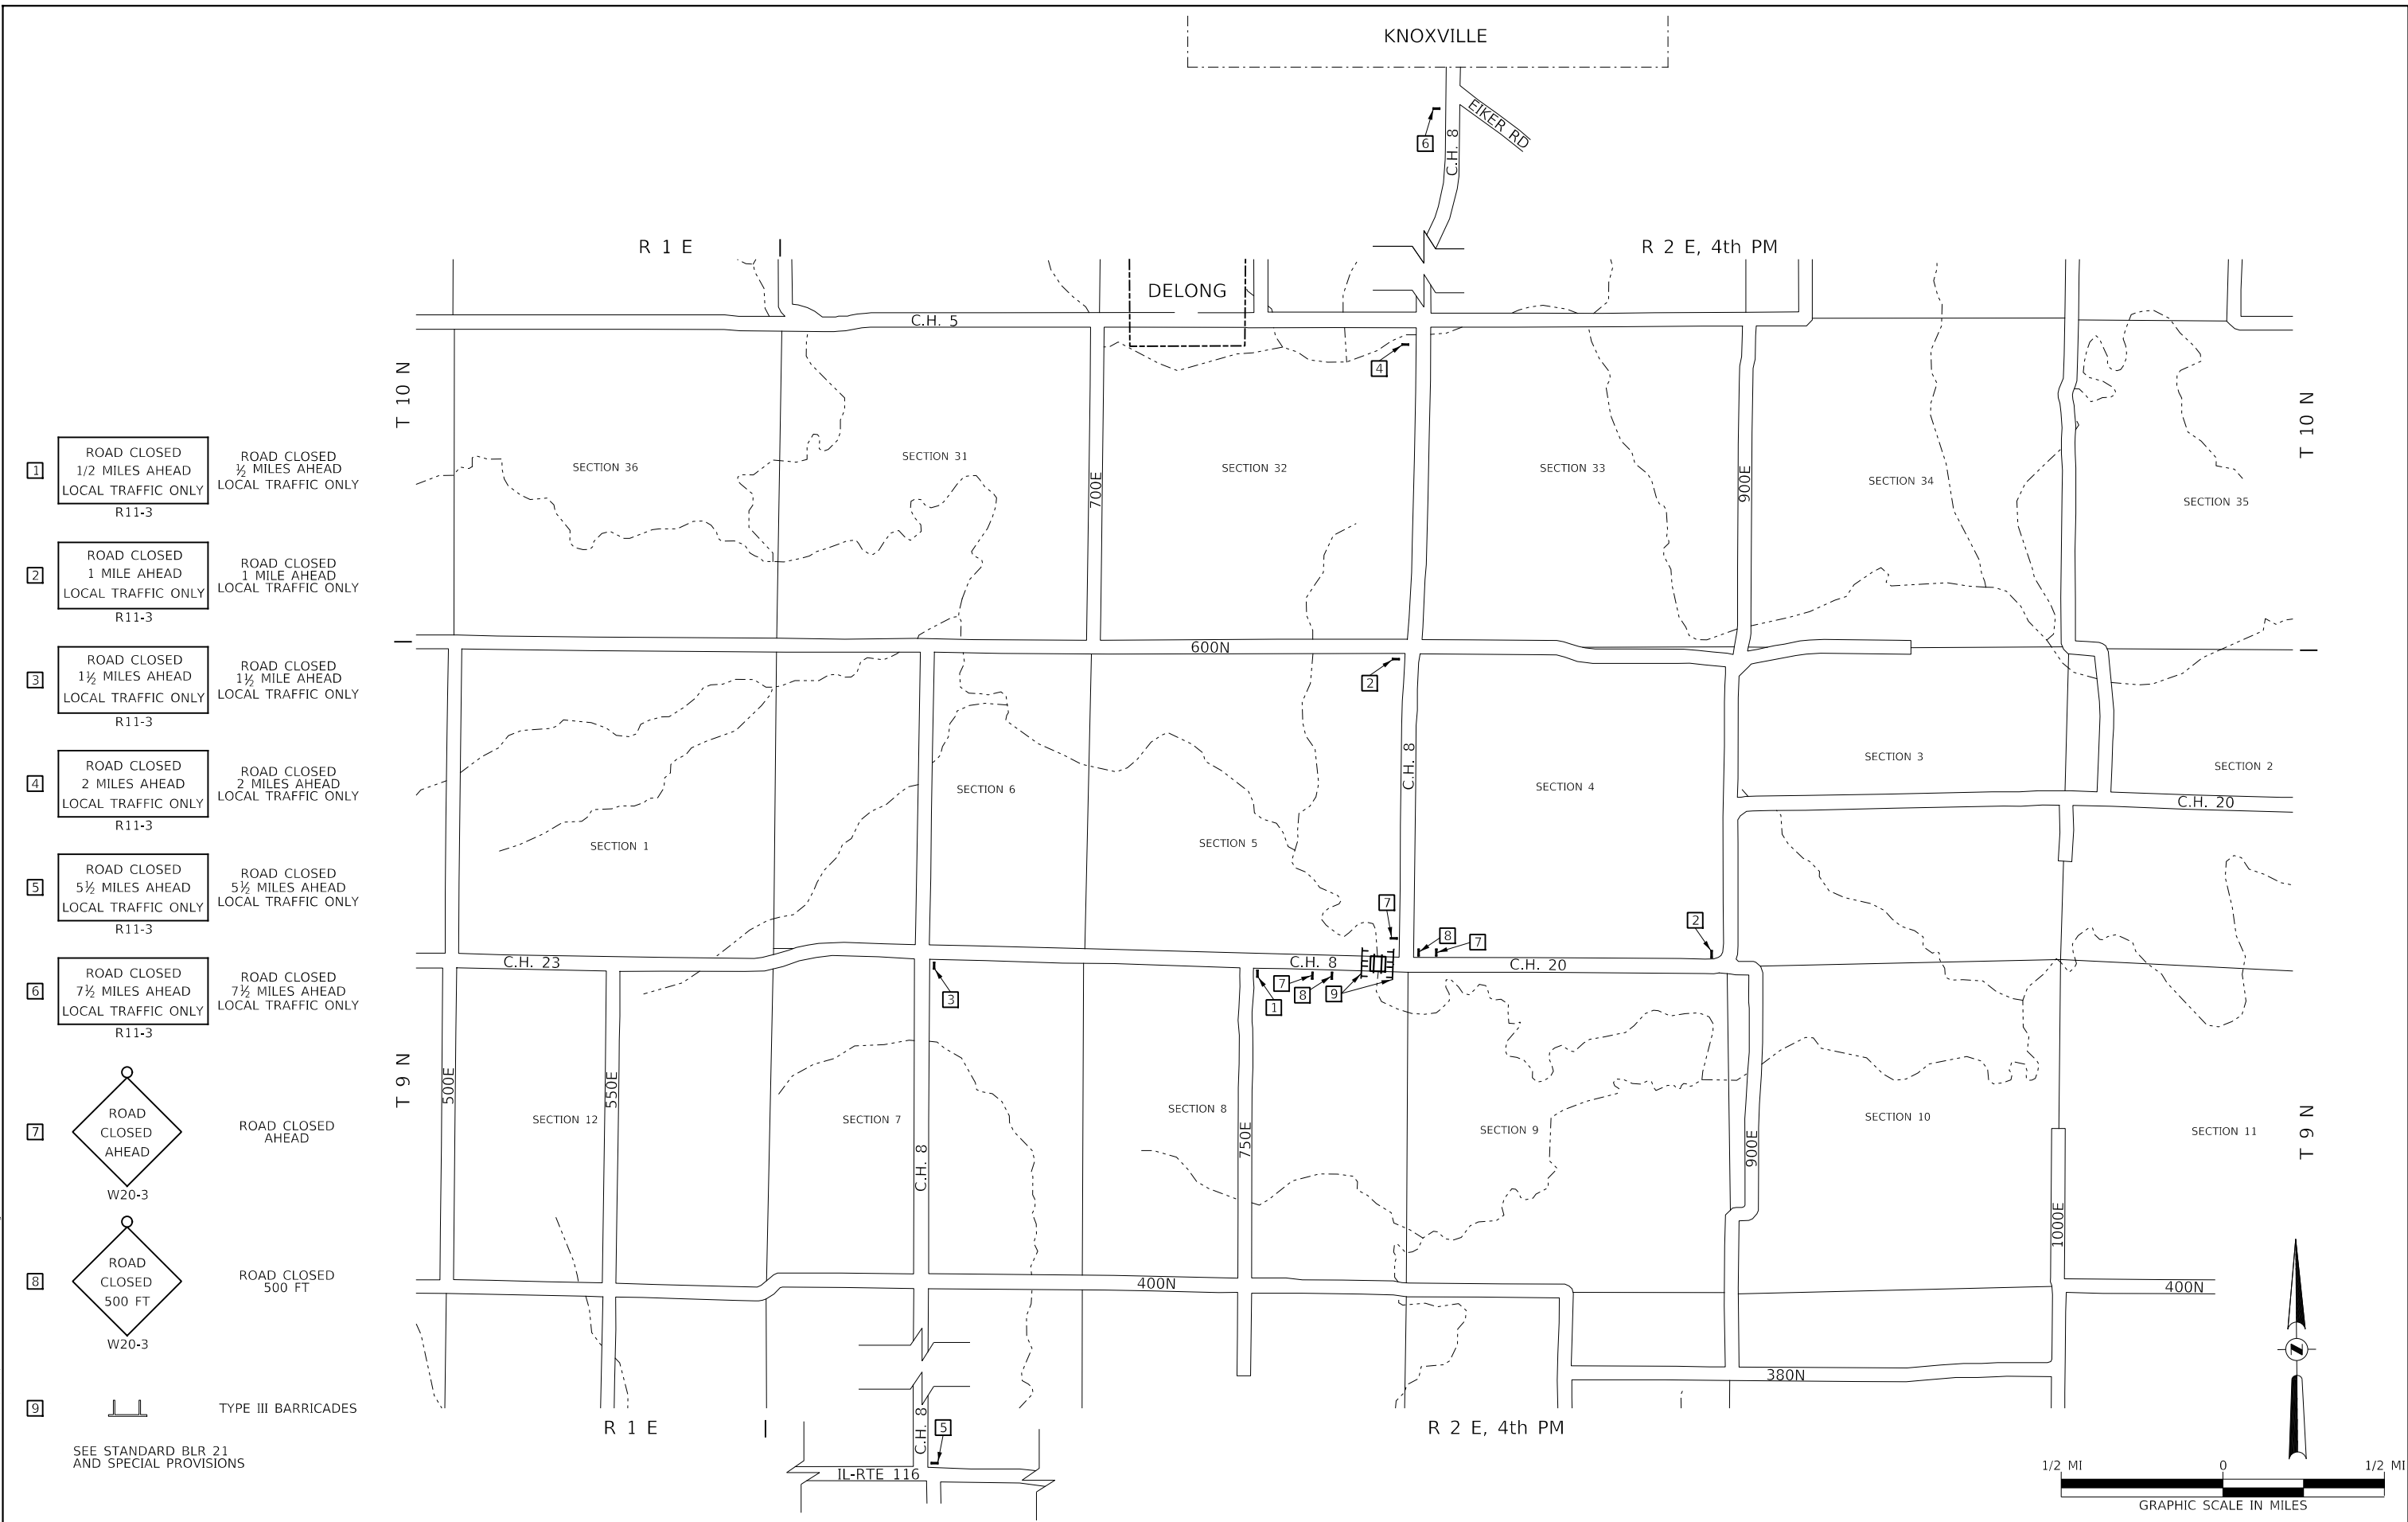 KNOXVILLE
EIKER RD
C.H. 8
6
R 1 E
R 2 E, 4th PM
DELONG
C.H. 5
4
T 10 N
T 10 N
SECTION 36
SECTION 31
SECTION 32
SECTION 33
SECTION 34
SECTION 35
700E
900E
600N
2
C.H. 8
SECTION 1
SECTION 6
SECTION 5
SECTION 4
SECTION 3
SECTION 2
C.H. 20
7
8
7
2
C.H. 23
C.H. 8
C.H. 20
3
1
7
8
9
T 9 N
T 9 N
500E
550E
C.H. 8
750E
900E
1000E
SECTION 12
SECTION 7
SECTION 8
SECTION 9
SECTION 10
SECTION 11
400N
400N
380N
R 1 E
R 2 E, 4th PM
C.H. 8
5
IL-RTE 116
1
ROAD CLOSED
1/2 MILES AHEAD
LOCAL TRAFFIC ONLY
R11-3
ROAD CLOSED
½ MILES AHEAD
LOCAL TRAFFIC ONLY
2
ROAD CLOSED
1 MILE AHEAD
LOCAL TRAFFIC ONLY
R11-3
ROAD CLOSED
1 MILE AHEAD
LOCAL TRAFFIC ONLY
3
ROAD CLOSED
1½ MILES AHEAD
LOCAL TRAFFIC ONLY
R11-3
ROAD CLOSED
1½ MILE AHEAD
LOCAL TRAFFIC ONLY
4
ROAD CLOSED
2 MILES AHEAD
LOCAL TRAFFIC ONLY
R11-3
ROAD CLOSED
2 MILES AHEAD
LOCAL TRAFFIC ONLY
5
ROAD CLOSED
5½ MILES AHEAD
LOCAL TRAFFIC ONLY
R11-3
ROAD CLOSED
5½ MILES AHEAD
LOCAL TRAFFIC ONLY
6
ROAD CLOSED
7½ MILES AHEAD
LOCAL TRAFFIC ONLY
R11-3
ROAD CLOSED
7½ MILES AHEAD
LOCAL TRAFFIC ONLY
7
ROAD
CLOSED
AHEAD
W20-3
ROAD CLOSED
AHEAD
8
ROAD
CLOSED
500 FT
W20-3
ROAD CLOSED
500 FT
9
TYPE III BARRICADES
SEE STANDARD BLR 21
AND SPECIAL PROVISIONS
N
1/2 MI 0 1/2 MI
GRAPHIC SCALE IN MILES